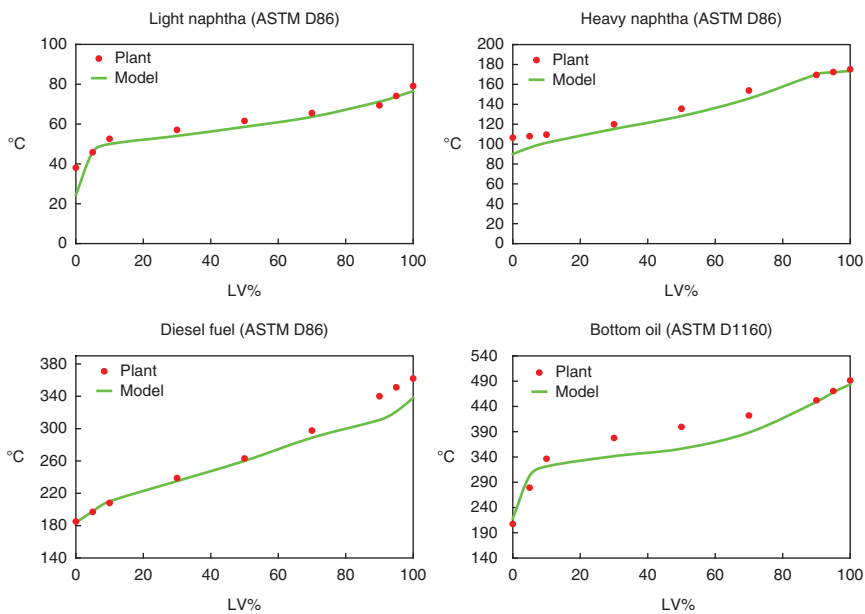 Light naphtha (ASTM D86)
100
80
60
40
20
0
°C
Plant
Model
0 20 40 60 80 100
LV%
Heavy naphtha (ASTM D86)
200
180
160
140
120
100
80
60
40
20
0
°C
Plant
Model
0 20 40 60 80 100
LV%
Diesel fuel (ASTM D86)
380
340
300
260
220
180
140
°C
Plant
Model
0 20 40 60 80 100
LV%
Bottom oil (ASTM D1160)
540
490
440
390
340
290
240
190
140
°C
Plant
Model
0 20 40 60 80 100
LV%